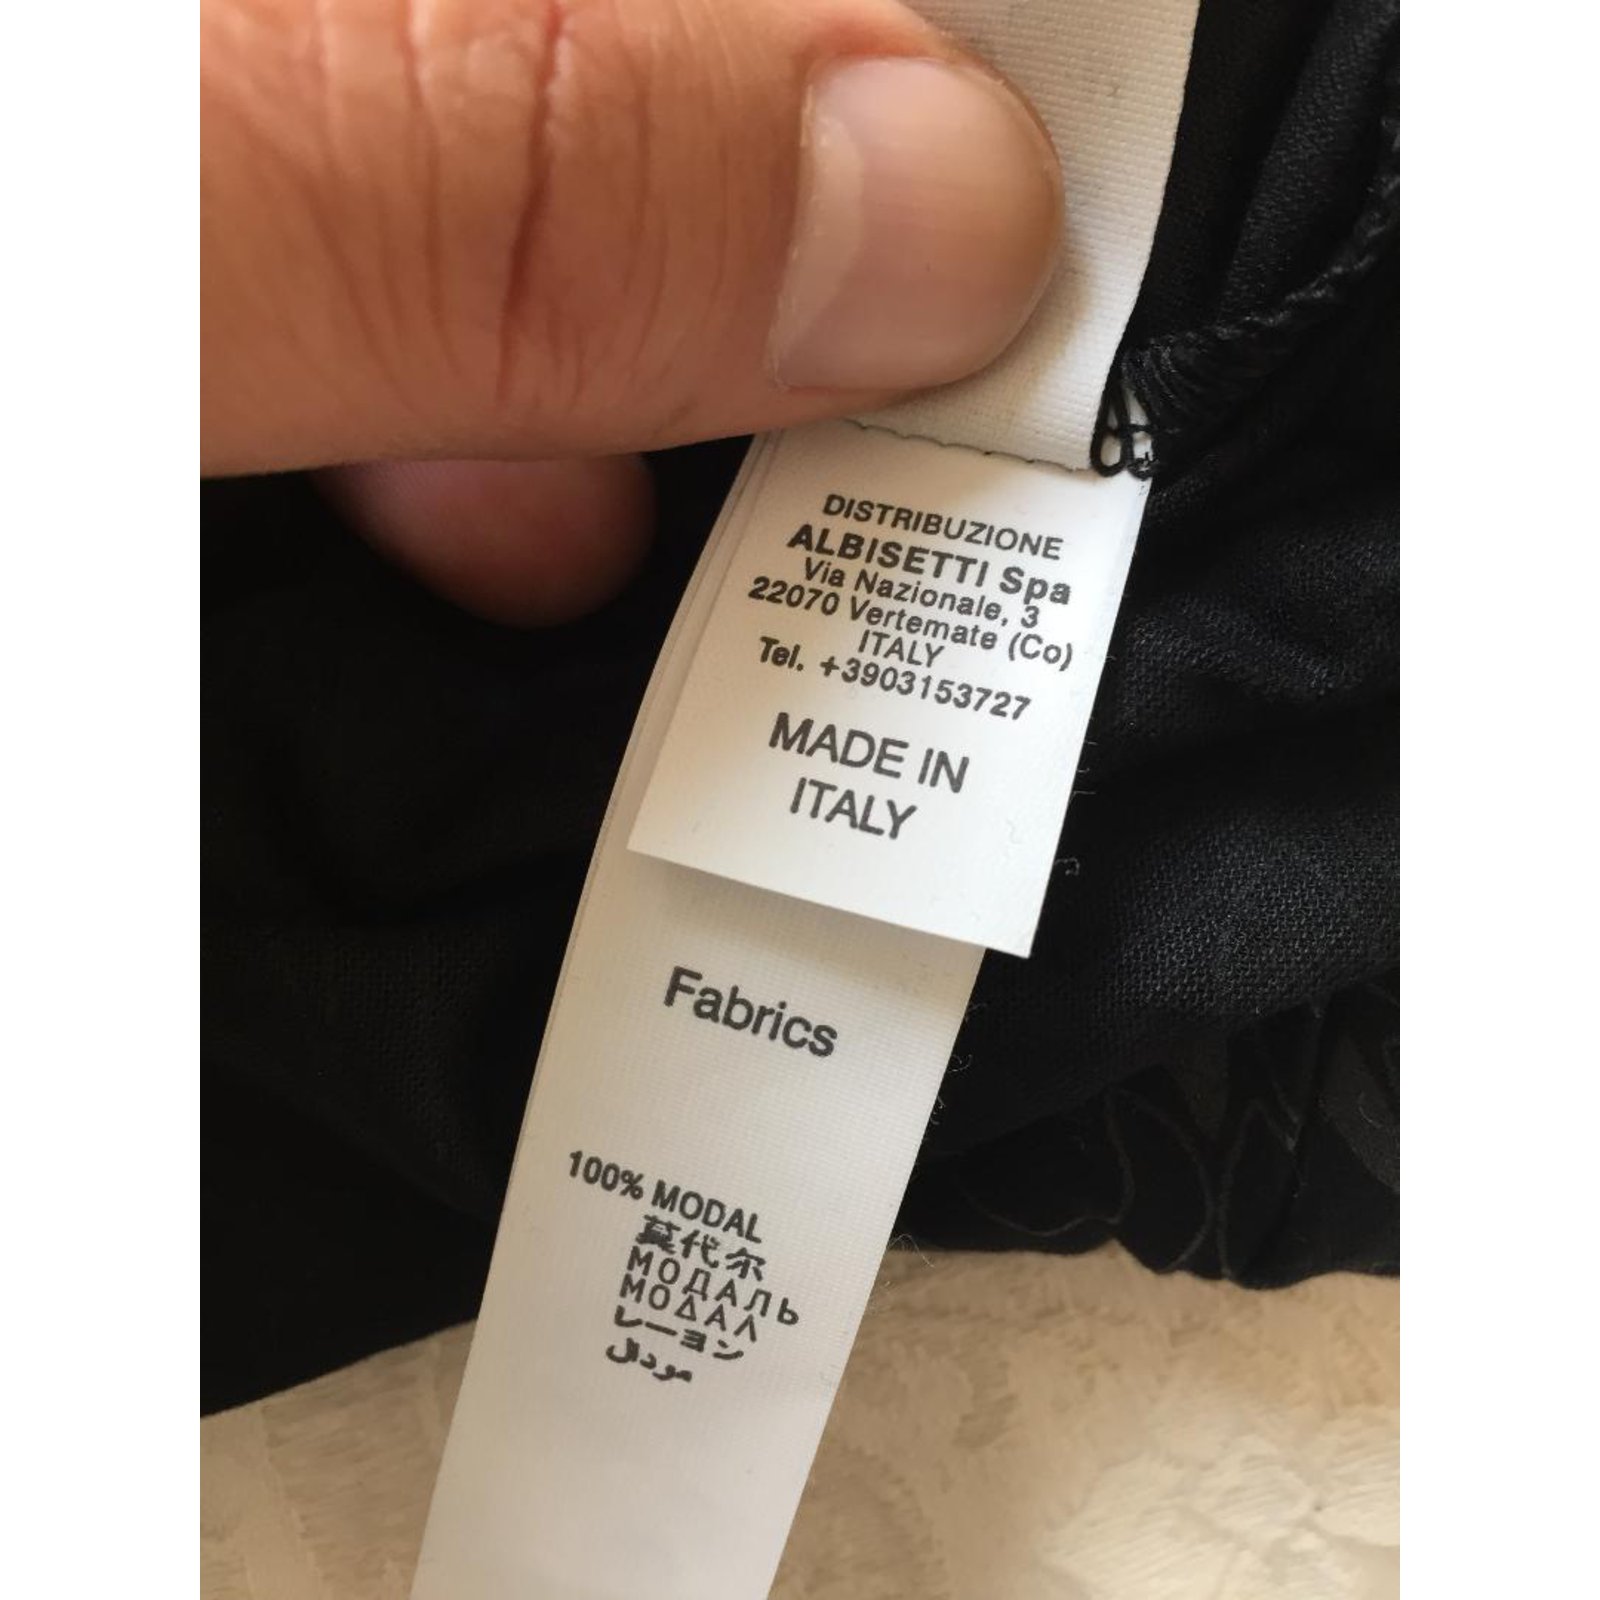 DISTRIBUZIONE
ALBISETTI Spa
Via Nazionale, 3
22070 Vertemate (Co)
ITALY
Tel. +3903153727
MADE IN
ITALY
Fabrics
100% MODAL
莫代尔
МОДАЛЬ
ΜΟΔΑΛ
レーヨン
مودال